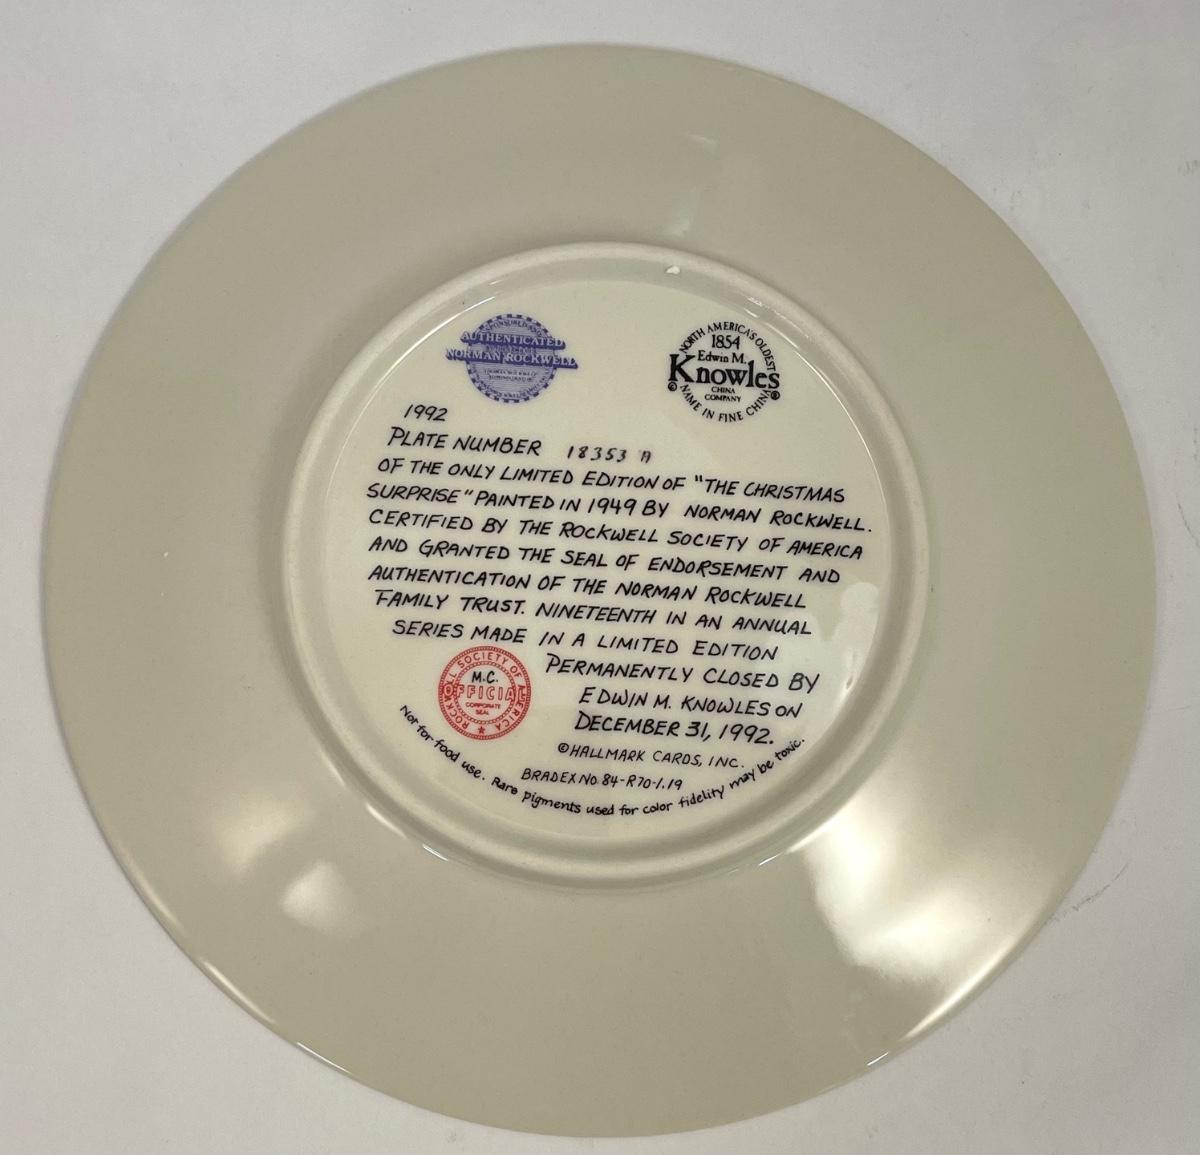 AUTHENTICATED
NORMAN ROCKWELL
NORTH AMERICA'S OLDEST
1854
Edwin M.
Knowles
CHINA
COMPANY
NAME IN FINE CHINA
1992
PLATE NUMBER 18353 A
OF THE ONLY LIMITED EDITION OF "THE CHRISTMAS
SURPRISE" PAINTED IN 1949 BY NORMAN ROCKWELL.
CERTIFIED BY THE ROCKWELL SOCIETY OF AMERICA
AND GRANTED THE SEAL OF ENDORSEMENT AND
AUTHENTICATION OF THE NORMAN ROCKWELL
FAMILY TRUST. NINETEENTH IN AN ANNUAL
SERIES MADE IN A LIMITED EDITION
PERMANENTLY CLOSED BY
EDWIN M. KNOWLES ON
DECEMBER 31, 1992.
ROCKWELL SOCIETY OF AMERICA
M.C.
OFFICIAL
CORPORATE
SEAL
©HALLMARK CARDS, INC.
BRADEX NO. 84-R70-1.19
Not for food use. Rare pigments used for color fidelity may be toxic.